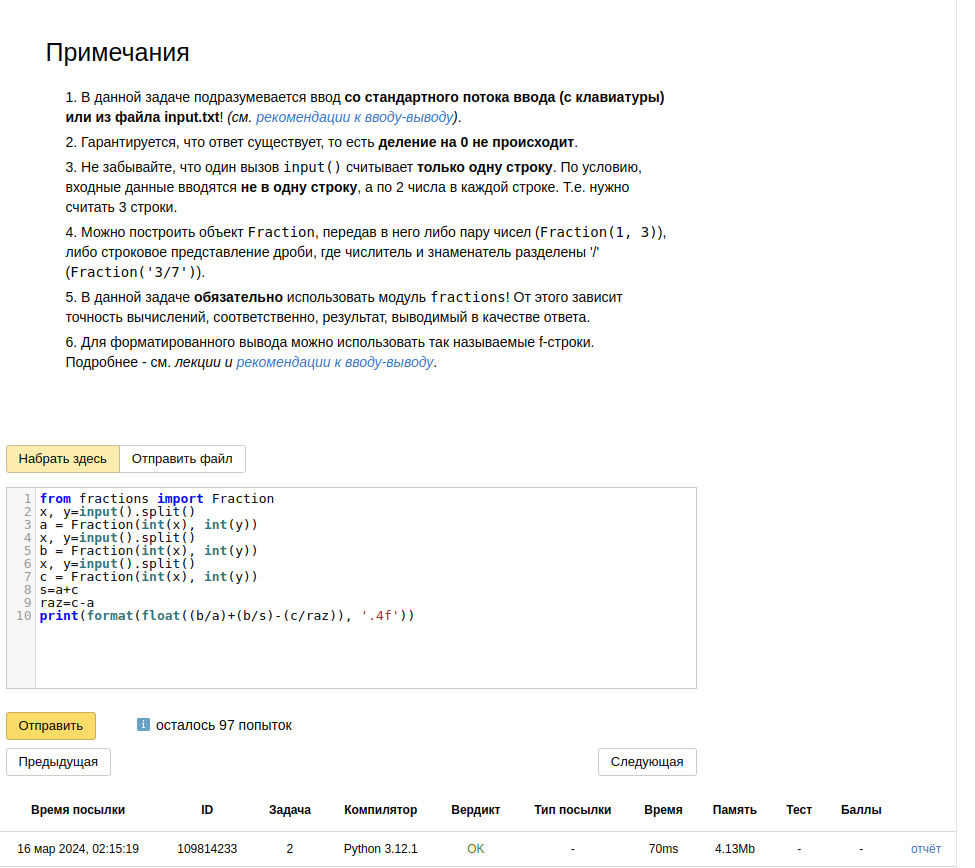 Примечания
1. В данной задаче подразумевается ввод со стандартного потока ввода (с клавиатуры)
или из файла input.txt! (см. рекомендации к вводу-выводу).
2. Гарантируется, что ответ существует, то есть деление на 0 не происходит.
3. Не забывайте, что один вызов input() считывает только одну строку. По условию,
входные данные вводятся не в одну строку, а по 2 числа в каждой строке. Т.е. нужно
считать 3 строки.
4. Можно построить объект Fraction, передав в него либо пару чисел (Fraction(1, 3)),
либо строковое представление дроби, где числитель и знаменатель разделены '/'
(Fraction('3/7')).
5. В данной задаче обязательно использовать модуль fractions! От этого зависит
точность вычислений, соответственно, результат, выводимый в качестве ответа.
6. Для форматированного вывода можно использовать так называемые f-строки.
Подробнее - см. лекции и рекомендации к вводу-выводу.
Набрать здесь Отправить файл
1 from fractions import Fraction
2 x, y=input().split()
3 a = Fraction(int(x), int(y))
4 x, y=input().split()
5 b = Fraction(int(x), int(y))
6 x, y=input().split()
7 c = Fraction(int(x), int(y))
8 s=a+c
9 raz=c-a
10 print(format(float((b/a)+(b/s)-(c/raz)), '.4f'))
Отправить i осталось 97 попыток
Предыдущая Следующая
Время посылки ID Задача Компилятор Вердикт Тип посылки Время Память Тест Баллы
16 мар 2024, 02:15:19 109814233 2 Python 3.12.1 OK - 70ms 4.13Mb - - отчёт